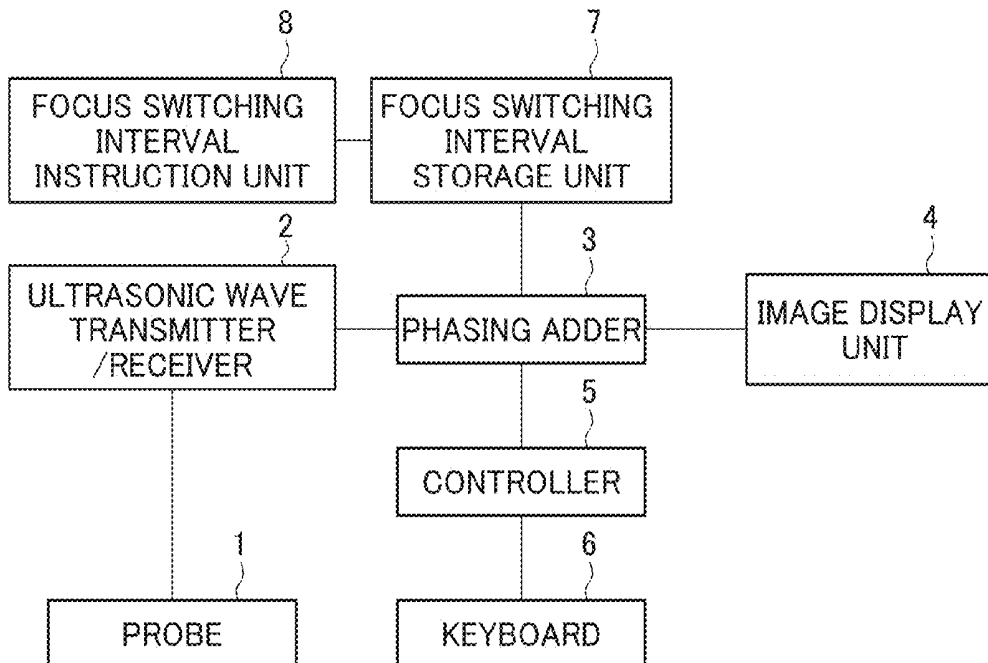 8
FOCUS SWITCHING
INTERVAL
INSTRUCTION UNIT
7
FOCUS SWITCHING
INTERVAL
STORAGE UNIT
2
ULTRASONIC WAVE
TRANSMITTER
/RECEIVER
3
PHASING ADDER
4
IMAGE DISPLAY
UNIT
5
CONTROLLER
1
PROBE
6
KEYBOARD